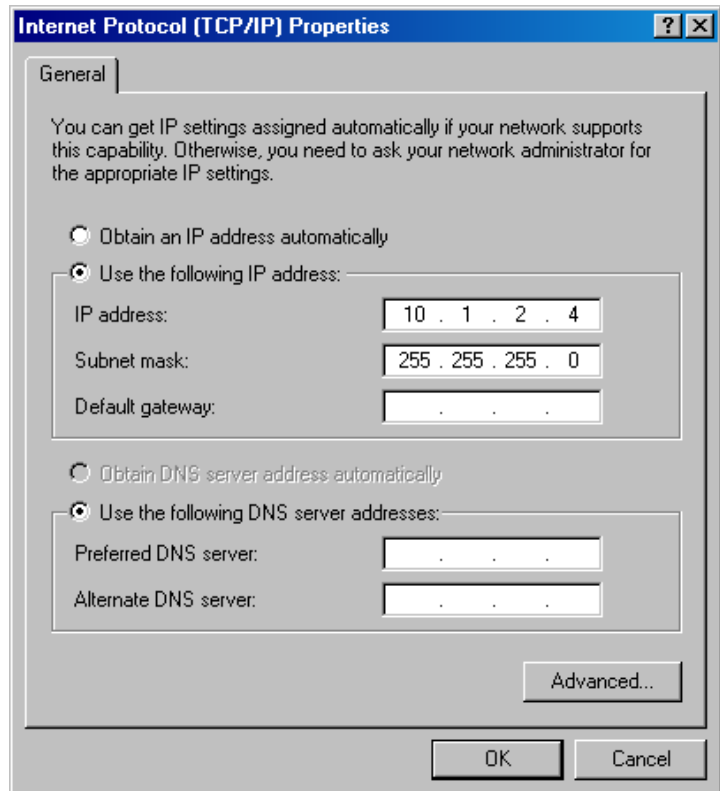 Internet Protocol (TCP/IP) Properties
General
You can get IP settings assigned automatically if your network supports
this capability. Otherwise, you need to ask your network administrator for
the appropriate IP settings.
Obtain an IP address automatically
Use the following IP address:
IP address: 10 . 1 . 2 . 4
Subnet mask: 255 . 255 . 255 . 0
Default gateway: . . .
Obtain DNS server address automatically
Use the following DNS server addresses:
Preferred DNS server: . . .
Alternate DNS server: . . .
Advanced...
OK Cancel